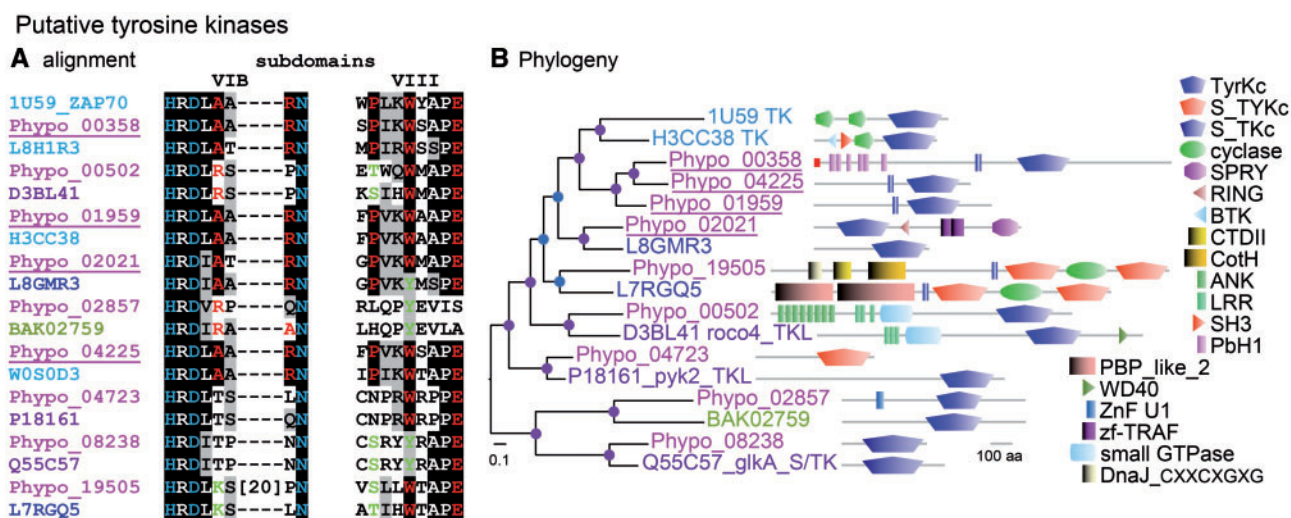 Putative tyrosine kinases
A alignment subdomains
VIB VIII
1U59_ZAP70 HRDLAA-----RN WPLKWYAPE
Phypo_00358 HRDLAA-----RN SPIKWMAPE
L8H1R3 HRDLAT-----RN MPIRWSSPE
Phypo_00502 HRDLRS-----PN ETWQWMAPE
D3BL41 HRDLRS-----PN KSIHWMAPE
Phypo_01959 HRDLAA-----RN FPVKWTAPE
H3CC38 HRDLAA-----RN FPVKWAAPE
Phypo_02021 HRDIAT-----RN GPVKWMAPE
L8GMR3 HRDIAA-----RN GPVKYMSPE
Phypo_02857 HRDVRP-----QN RLQPYEVIS
BAK02759 HRDIRA-----AN LHQPYEVLA
Phypo_04225 HRDLAA-----RN FPVKWSAPE
W0S0D3 HRDLAA-----RN IPIKWTAPE
Phypo_04723 HRDLTS-----LN CNPRWRPPE
P18161 HRDLTS-----QN CNPRWRPPE
Phypo_08238 HRDITP-----NN CSRYYRAPE
Q55C57 HRDITP-----NN CSRYYRAPE
Phypo_19505 HRDLKS[20]PN VSLLWTAPE
L7RGQ5 HRDLKS-----LN ATIHWTAPE
B Phylogeny
1U59 TK
H3CC38 TK
Phypo_00358
Phypo_04225
Phypo_01959
Phypo_02021
L8GMR3
Phypo_19505
L7RGQ5
Phypo_00502
D3BL41 roco4_TKL
Phypo_04723
P18161_pyk2_TKL
Phypo_02857
BAK02759
Phypo_08238
Q55C57_glkA_S/TK
0.1
100 aa
TyrKc
S_TYKc
S_TKc
cyclase
SPRY
RING
BTK
CTDII
CotH
ANK
LRR
SH3
PbH1
PBP_like_2
WD40
ZnF U1
zf-TRAF
small GTPase
DnaJ_CXXCXGXG